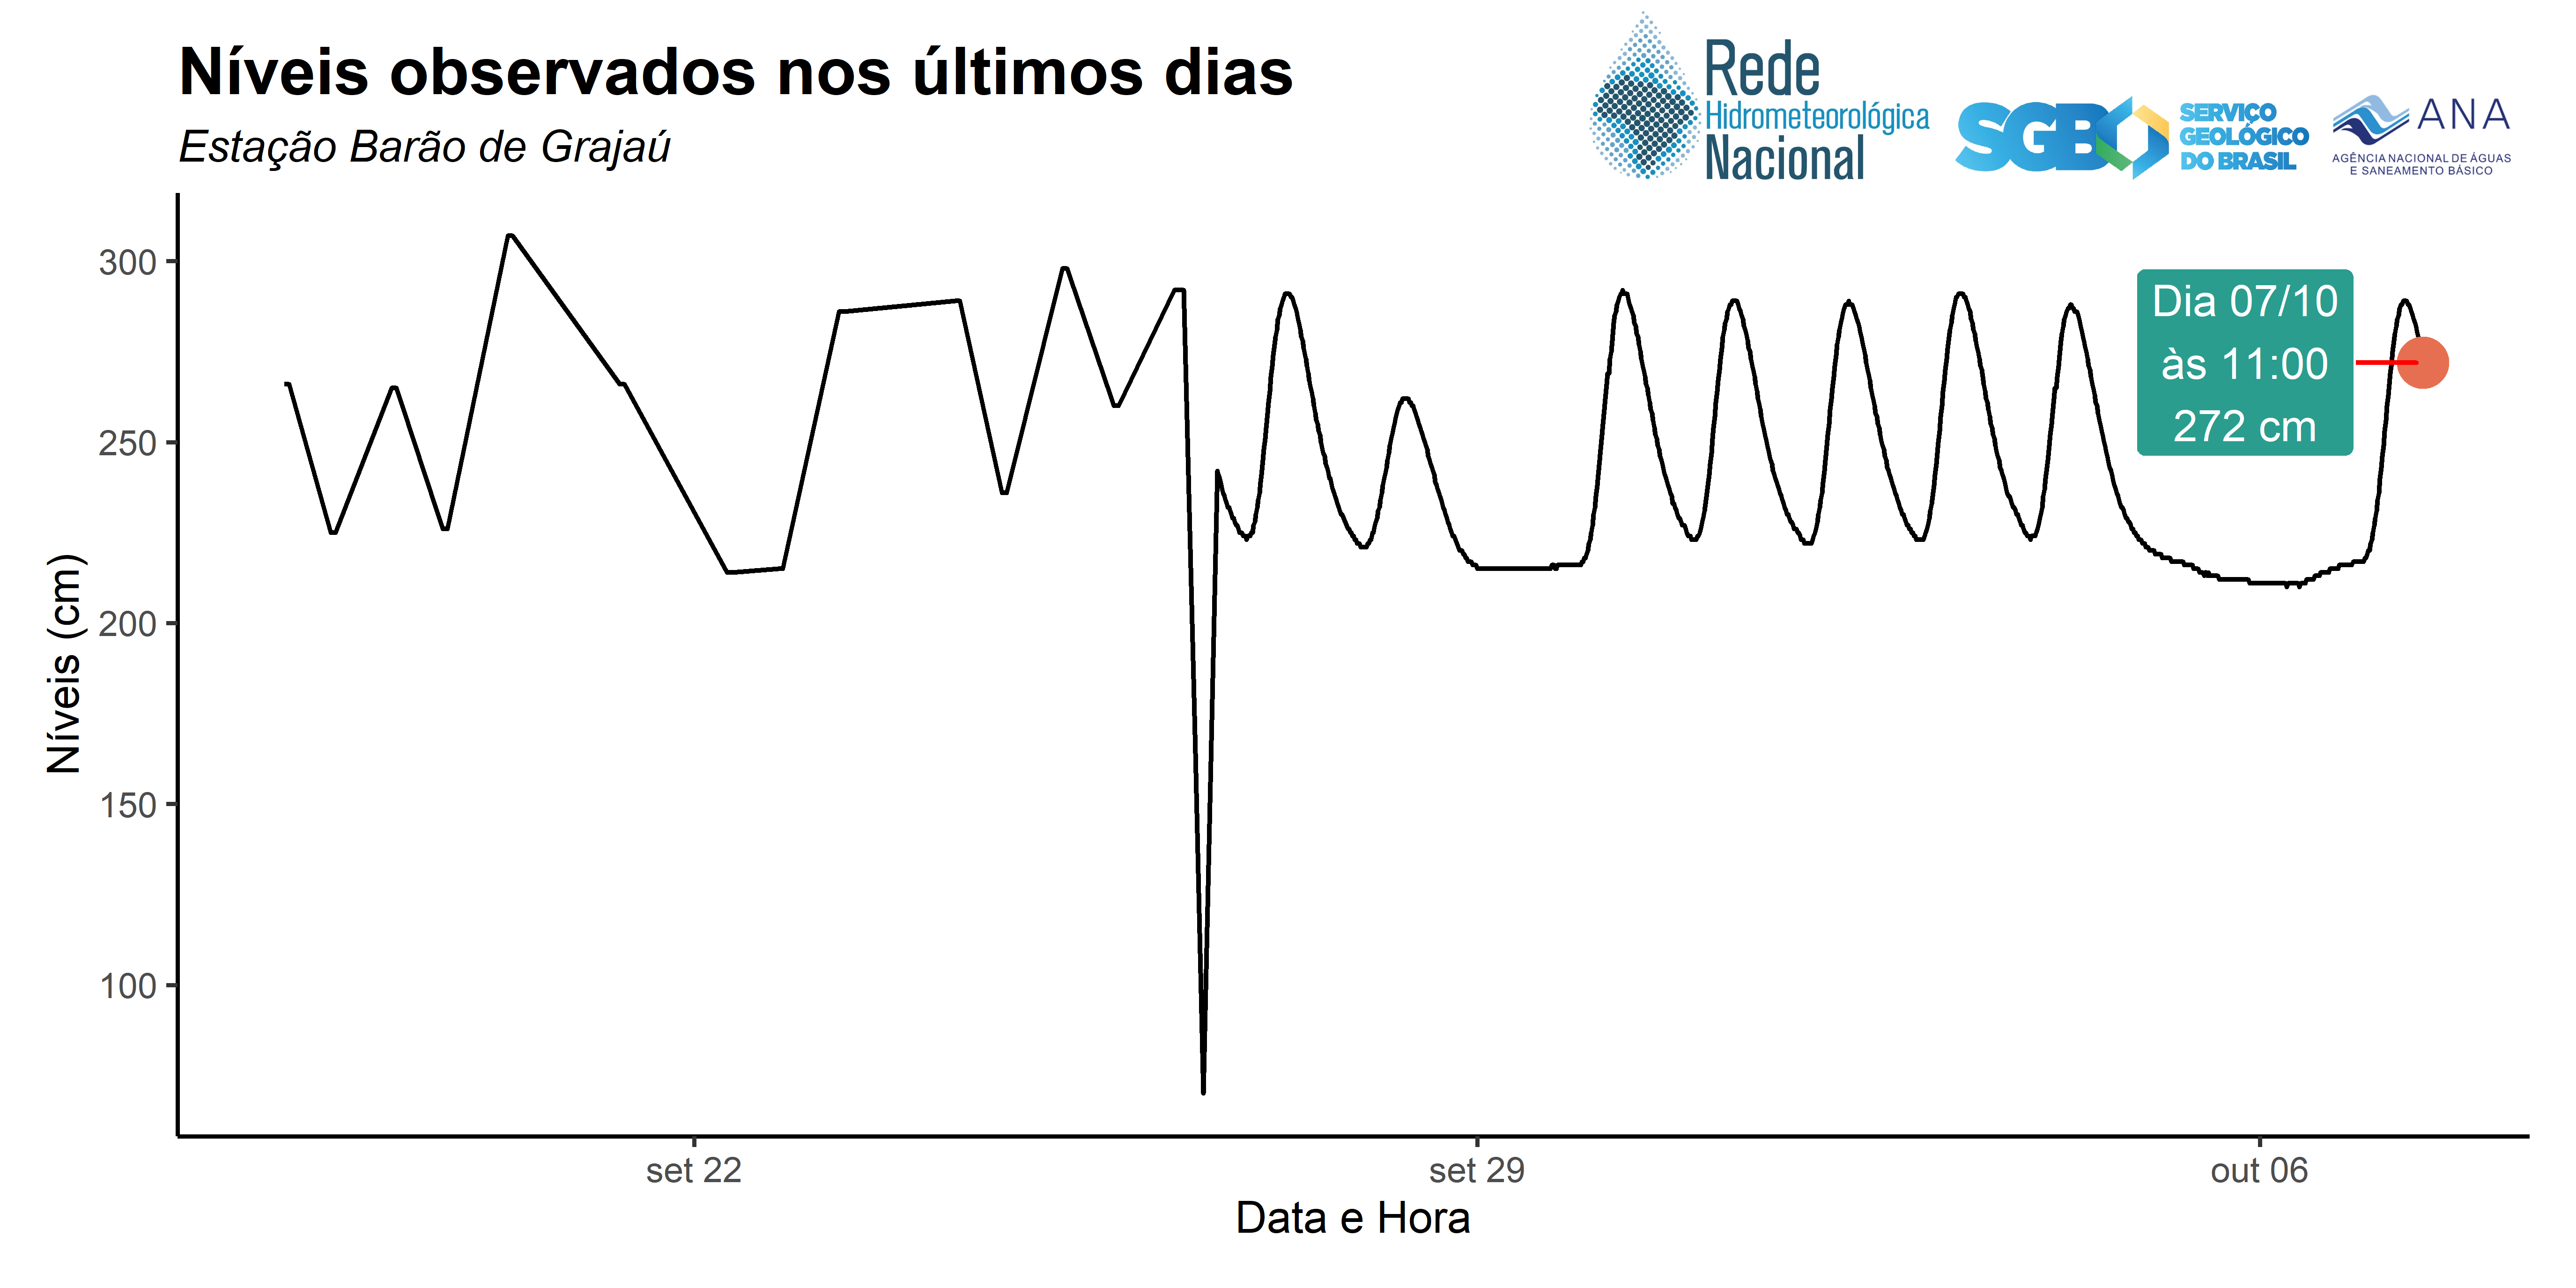 Níveis observados nos últimos dias
Estação Barão de Grajaú
Rede
Hidrometeorológica
Nacional
SGB
SERVIÇO
GEOLÓGICO
DO BRASIL
ANA
AGÊNCIA NACIONAL DE ÁGUAS
E SANEAMENTO BÁSICO
Níveis (cm)
300
250
200
150
100
Dia 07/10
às 11:00
272 cm
set 22
set 29
out 06
Data e Hora